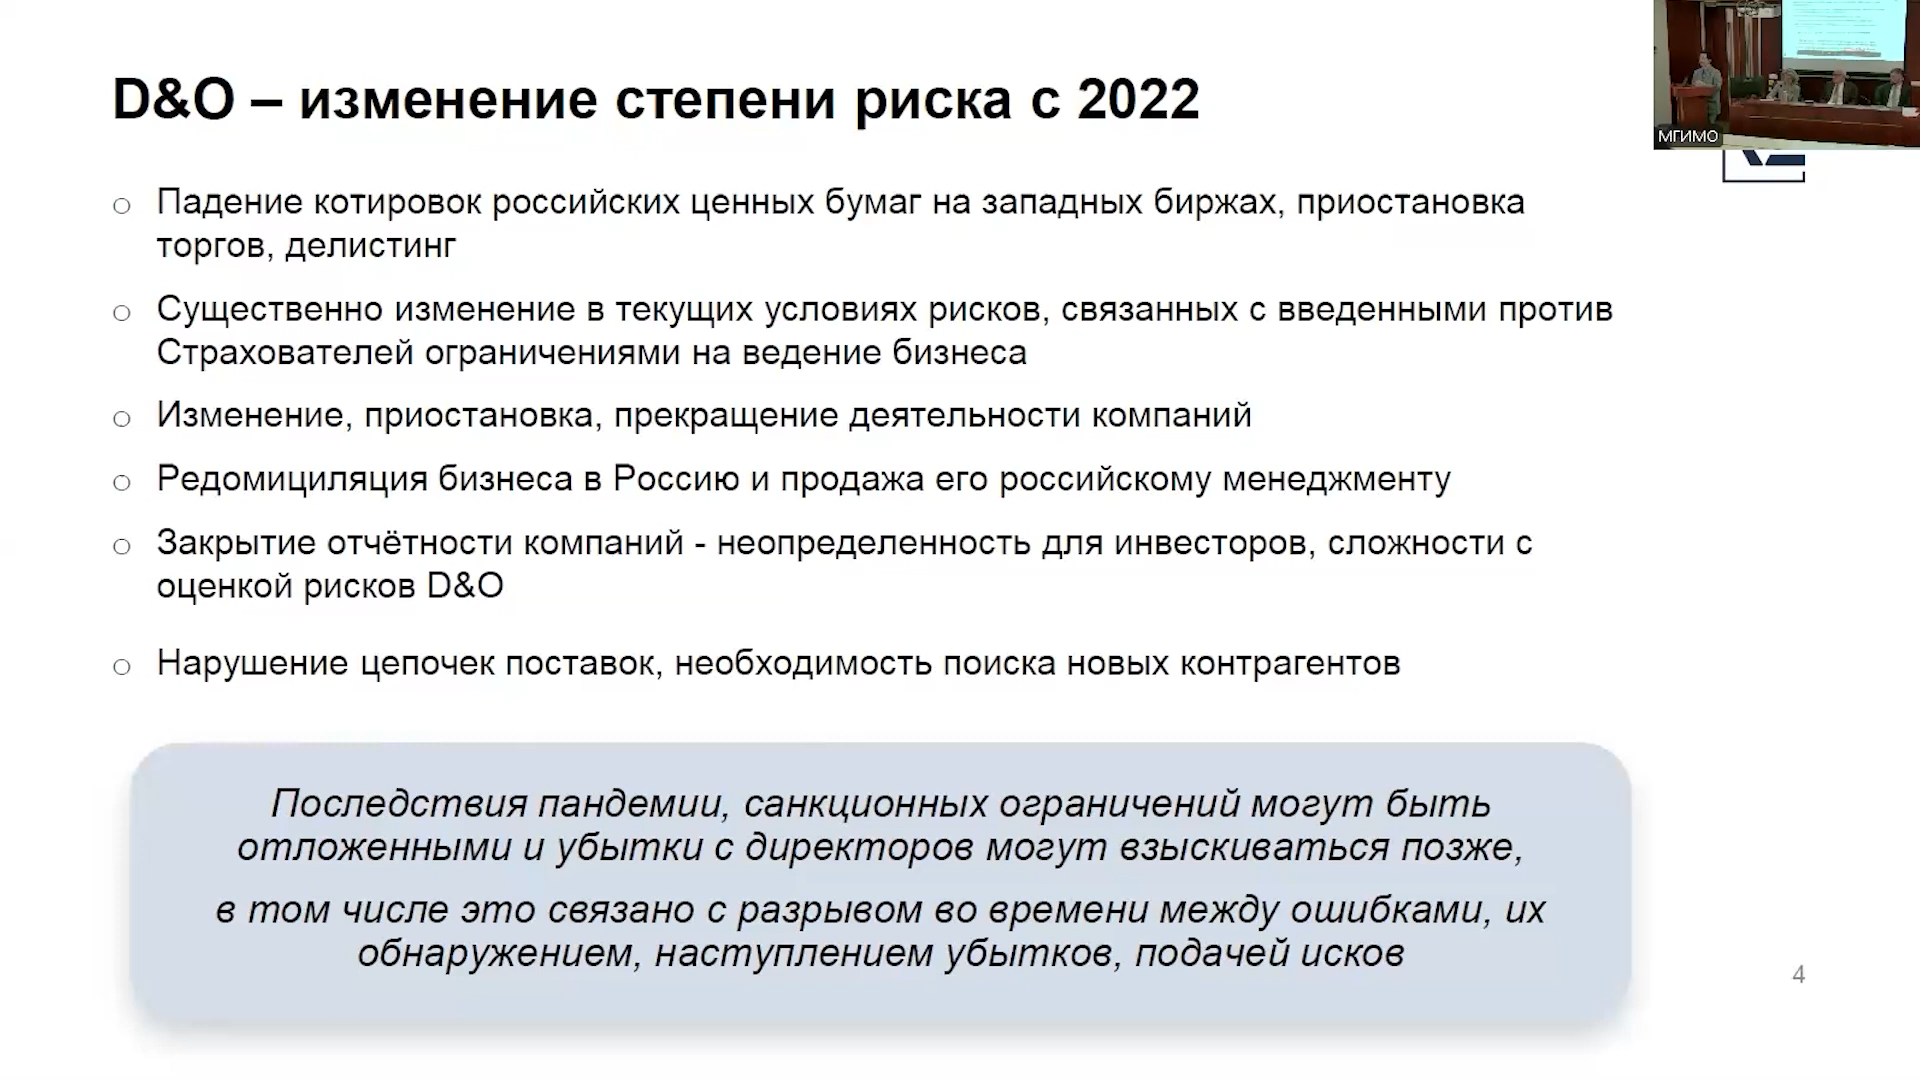 D&O – изменение степени риска с 2022
МГИМО
○ Падение котировок российских ценных бумаг на западных биржах, приостановка
торгов, делистинг
○ Существенно изменение в текущих условиях рисков, связанных с введенными против
Страхователей ограничениями на ведение бизнеса
○ Изменение, приостановка, прекращение деятельности компаний
○ Редомициляция бизнеса в Россию и продажа его российскому менеджменту
○ Закрытие отчётности компаний - неопределенность для инвесторов, сложности с
оценкой рисков D&O
○ Нарушение цепочек поставок, необходимость поиска новых контрагентов
Последствия пандемии, санкционных ограничений могут быть
отложенными и убытки с директоров могут взыскиваться позже,
в том числе это связано с разрывом во времени между ошибками, их
обнаружением, наступлением убытков, подачей исков
4